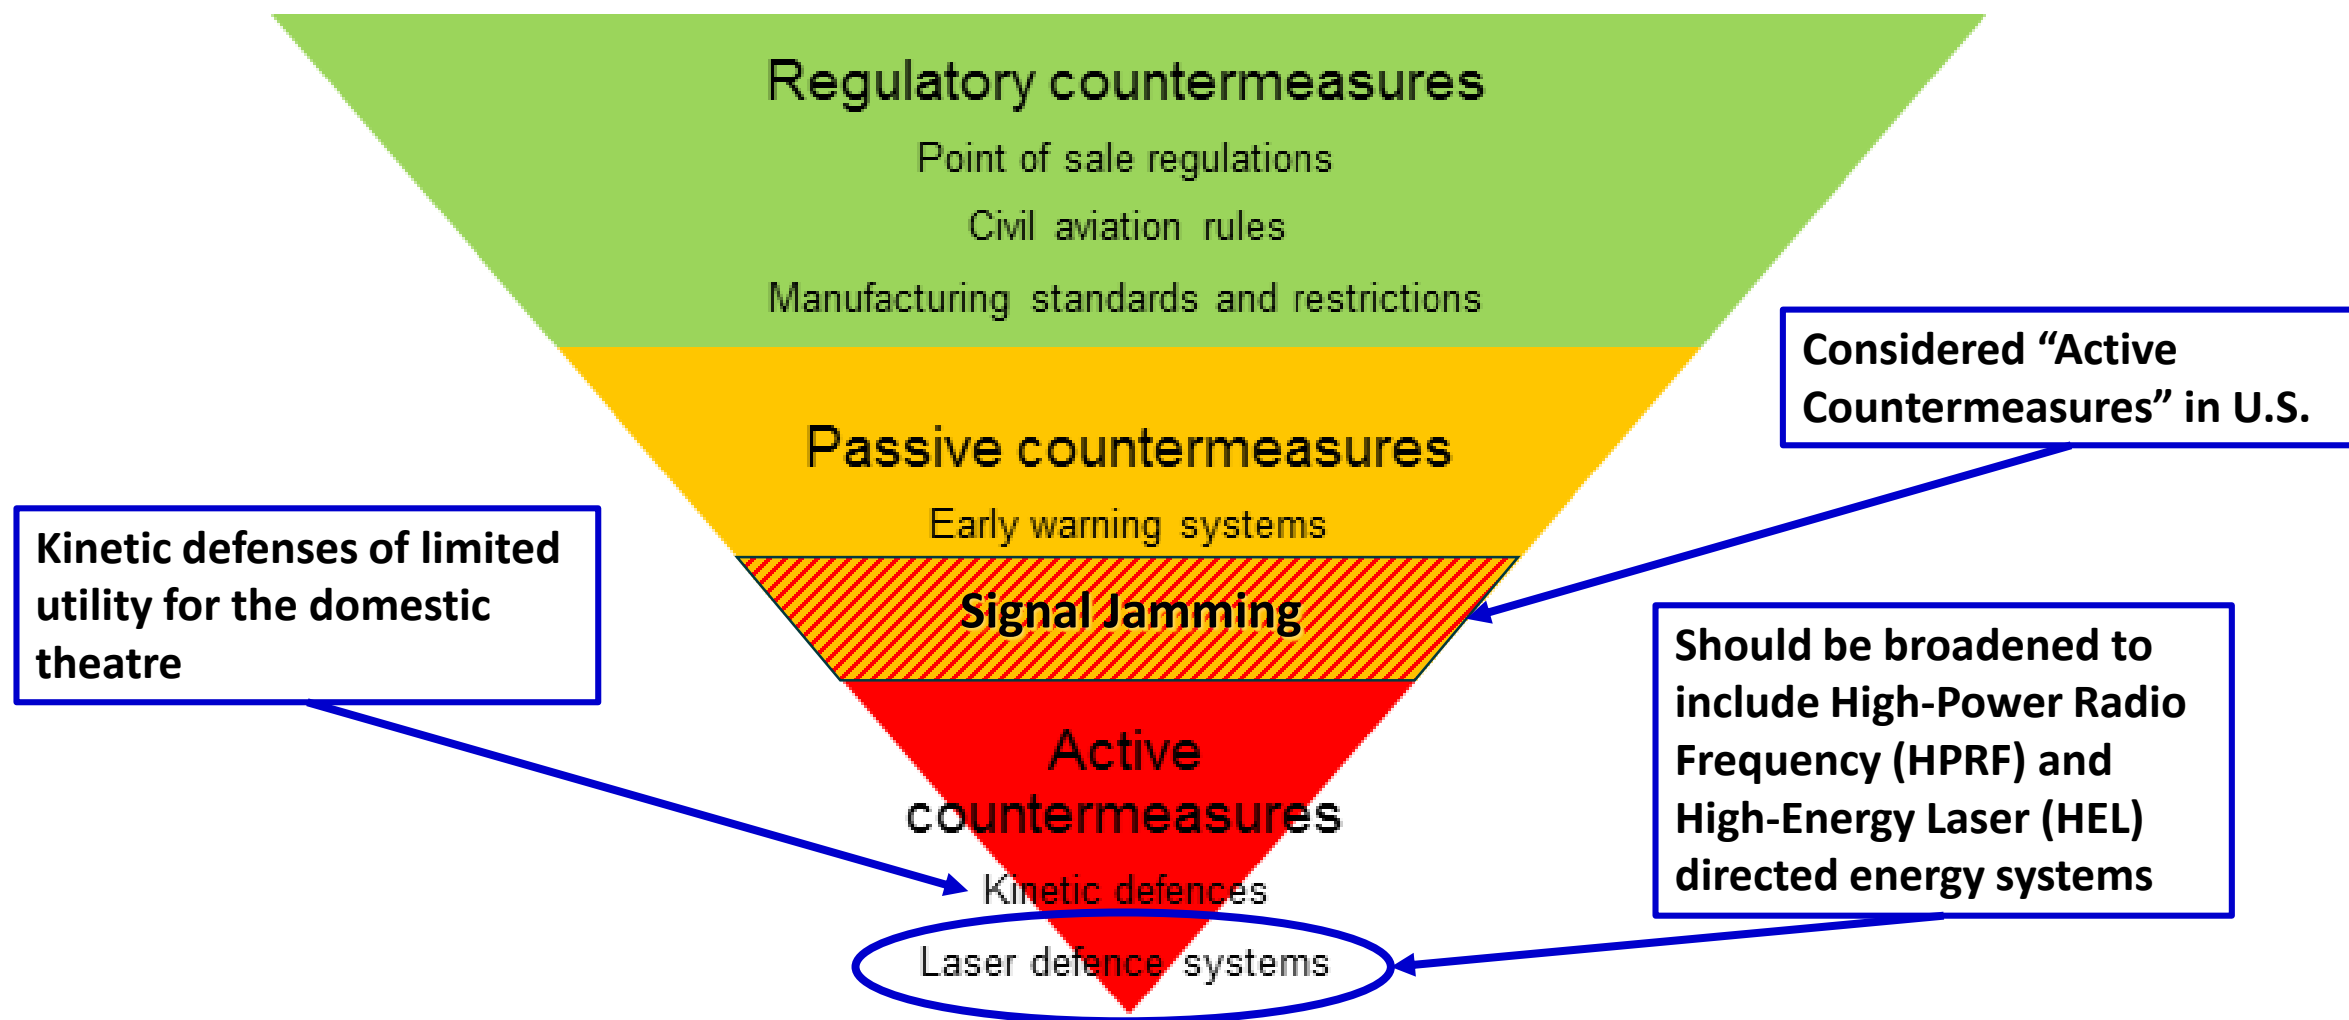 Regulatory countermeasures
Point of sale regulations
Civil aviation rules
Manufacturing standards and restrictions
Considered “Active
Countermeasures” in U.S.
Passive countermeasures
Early warning systems
Kinetic defenses of limited
utility for the domestic
theatre
Signal Jamming
Should be broadened to
include High-Power Radio
Frequency (HPRF) and
High-Energy Laser (HEL)
directed energy systems
Active
countermeasures
Kinetic defences
Laser defence systems